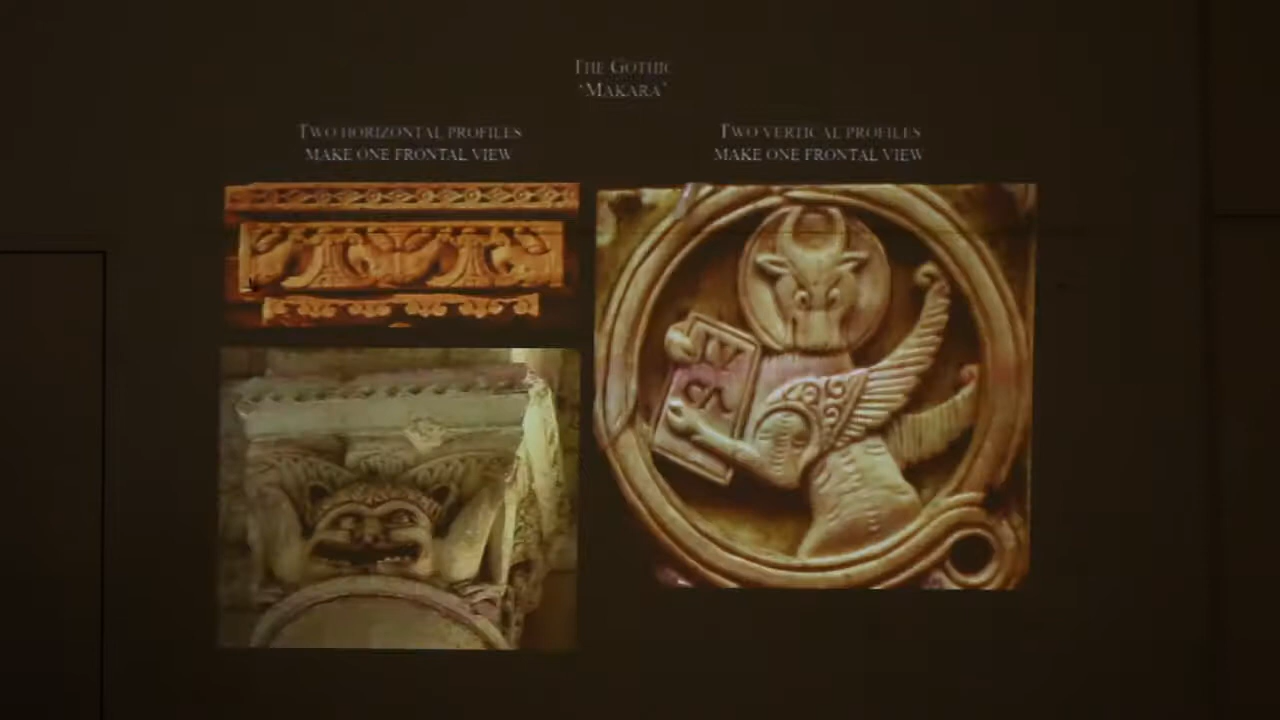 THE GOTHIC
'MAKARA'
TWO HORIZONTAL PROFILES
MAKE ONE FRONTAL VIEW
TWO VERTICAL PROFILES
MAKE ONE FRONTAL VIEW